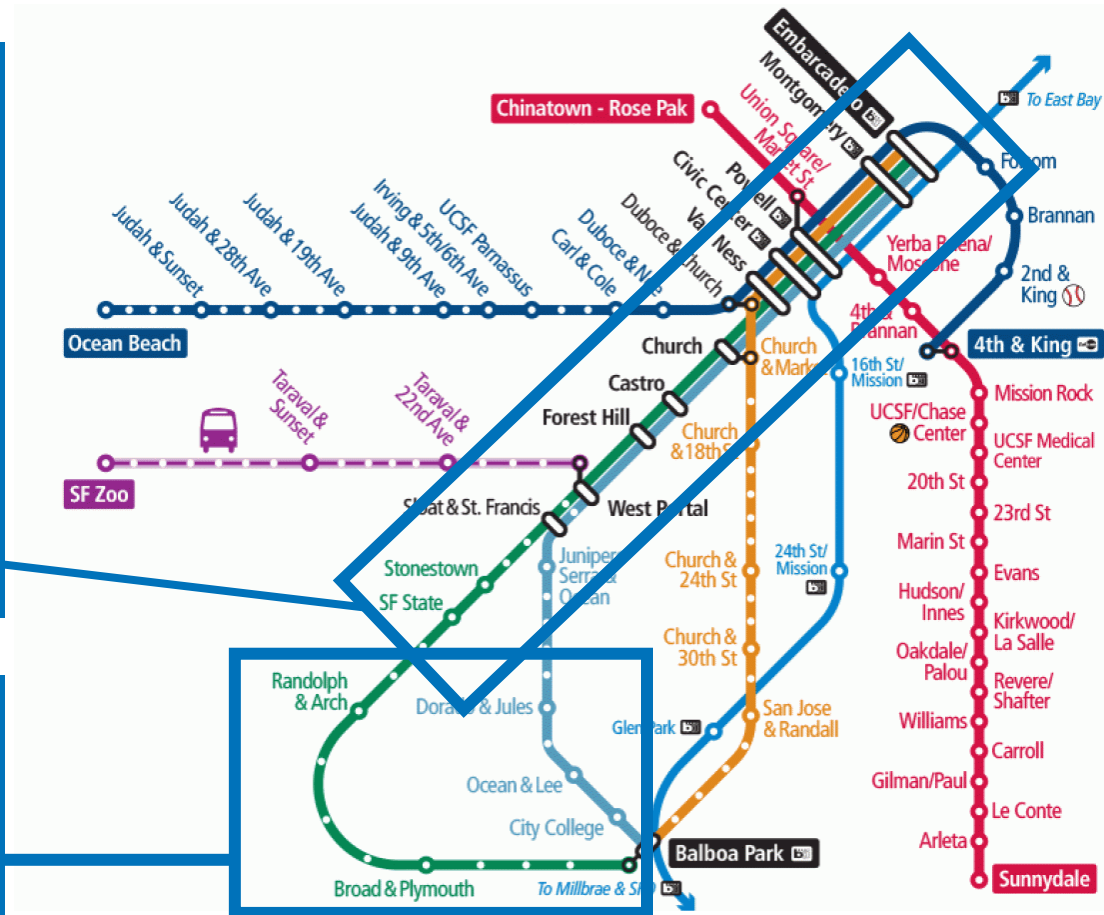 Embarcadero
Montgomery
To East Bay
Chinatown - Rose Pak
Union Square/
Market St
Powell
Civic Center
Van Ness
Folsom
Brannan
2nd &
King
Yerba Buena/
Moscone
4th &
Brannan
4th & King
Judah & Sunset
Judah & 28th Ave
Judah & 19th Ave
Judah & 9th Ave
Irving & 5th/6th Ave
UCSF Parnassus
Carl & Cole
Duboce & Noe
Duboce & Church
Ocean Beach
Church
Church
& Market
16th St/
Mission
Castro
Forest Hill
Taraval &
Sunset
Taraval &
22nd Ave
SF Zoo
Church
& 18th St
Sloat & St. Francis
West Portal
Mission Rock
UCSF/Chase
Center
UCSF Medical
Center
20th St
23rd St
Marin St
Evans
Stonestown
SF State
Junipero
Serra &
Ocean
Church &
24th St
24th St/
Mission
Hudson/
Innes
Kirkwood/
La Salle
Church &
30th St
Oakdale/
Palou
Revere/
Shafter
Randolph
& Arch
Dorado & Jules
Glen Park
San Jose
& Randall
Williams
Carroll
Ocean & Lee
Gilman/Paul
City College
Le Conte
Arleta
Balboa Park
Broad & Plymouth
To Millbrae & SFO
Sunnydale